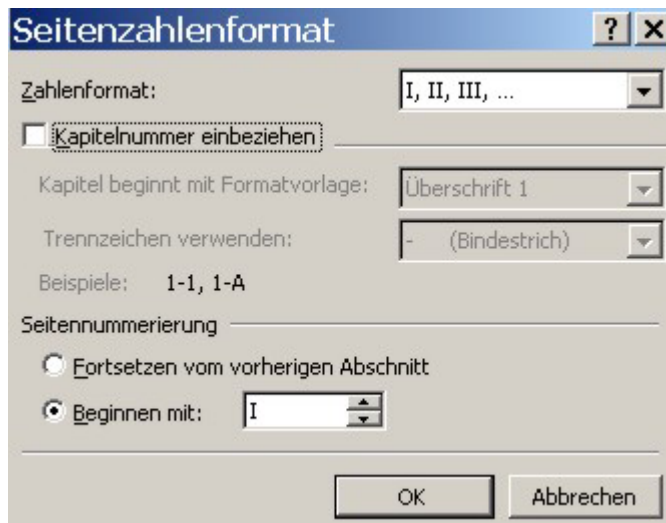 Seitenzahlenformat
Zahlenformat: I, II, III, ...
Kapitelnummer einbeziehen
Kapitel beginnt mit Formatvorlage: Überschrift 1
Trennzeichen verwenden: - (Bindestrich)
Beispiele: 1-1, 1-A
Seitennummerierung
Fortsetzen vom vorherigen Abschnitt
Beginnen mit: I
OK Abbrechen